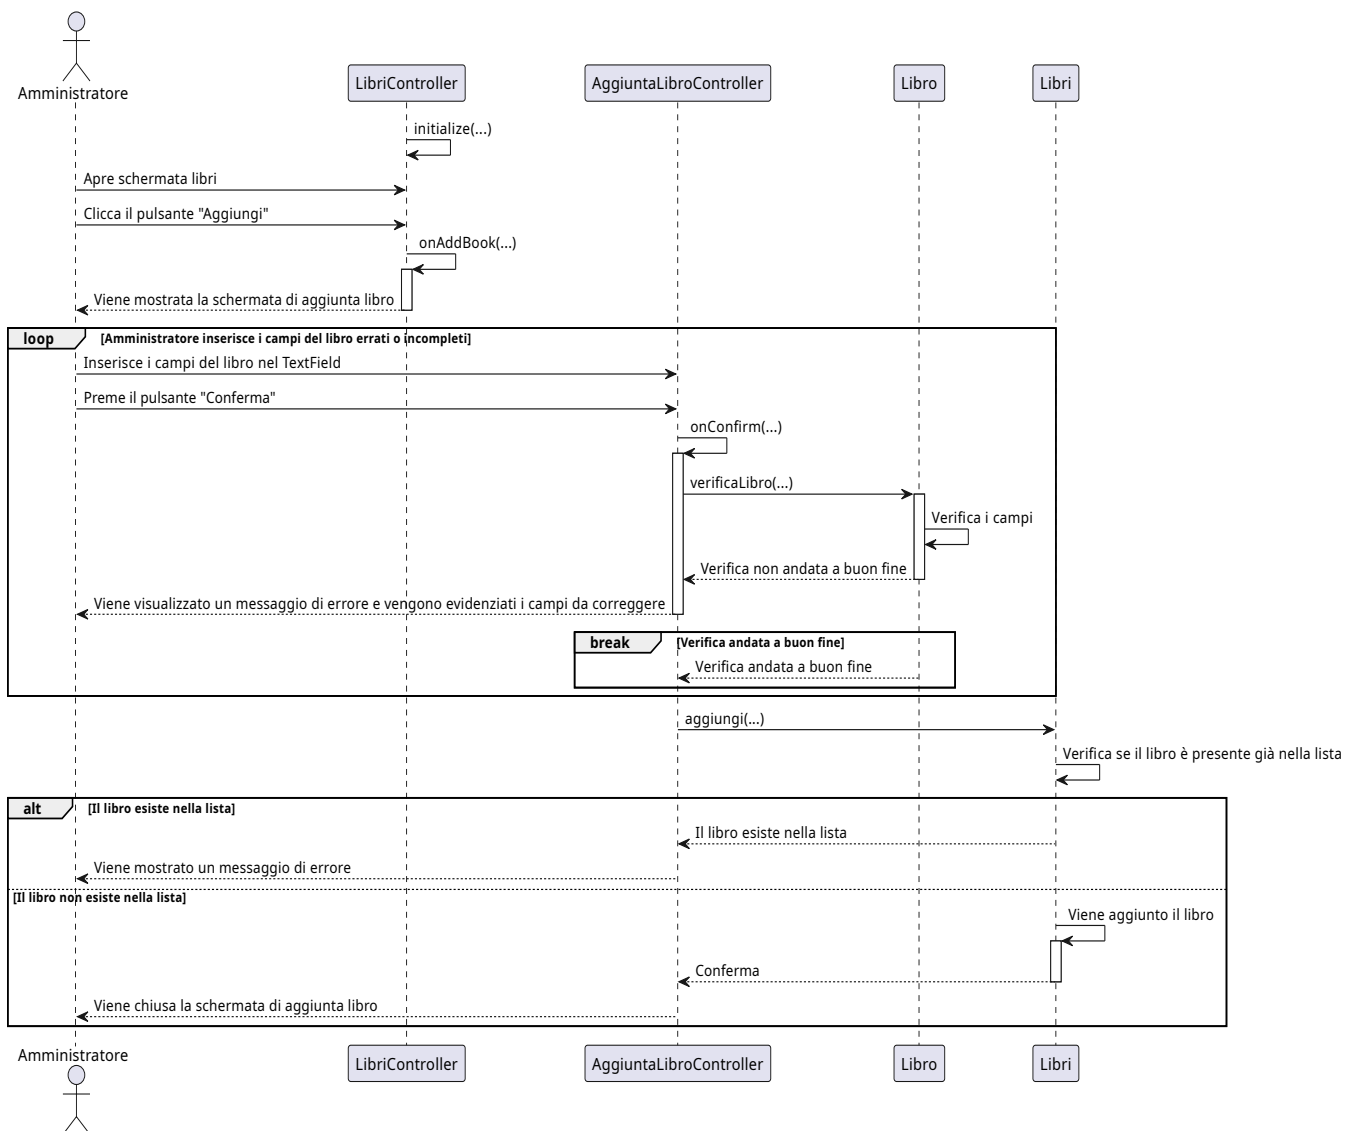 Amministratore
LibriController
AggiuntaLibroController
Libro
Libri
initialize(...)
Apre schermata libri
Clicca il pulsante "Aggiungi"
onAddBook(...)
Viene mostrata la schermata di aggiunta libro
loop
[Amministratore inserisce i campi del libro errati o incompleti]
Inserisce i campi del libro nel TextField
Preme il pulsante "Conferma"
onConfirm(...)
verificaLibro(...)
Verifica i campi
Verifica non andata a buon fine
Viene visualizzato un messaggio di errore e vengono evidenziati i campi da correggere
break
[Verifica andata a buon fine]
Verifica andata a buon fine
aggiungi(...)
Verifica se il libro è presente già nella lista
alt
[Il libro esiste nella lista]
Il libro esiste nella lista
Viene mostrato un messaggio di errore
[Il libro non esiste nella lista]
Viene aggiunto il libro
Conferma
Viene chiusa la schermata di aggiunta libro
Amministratore
LibriController
AggiuntaLibroController
Libro
Libri